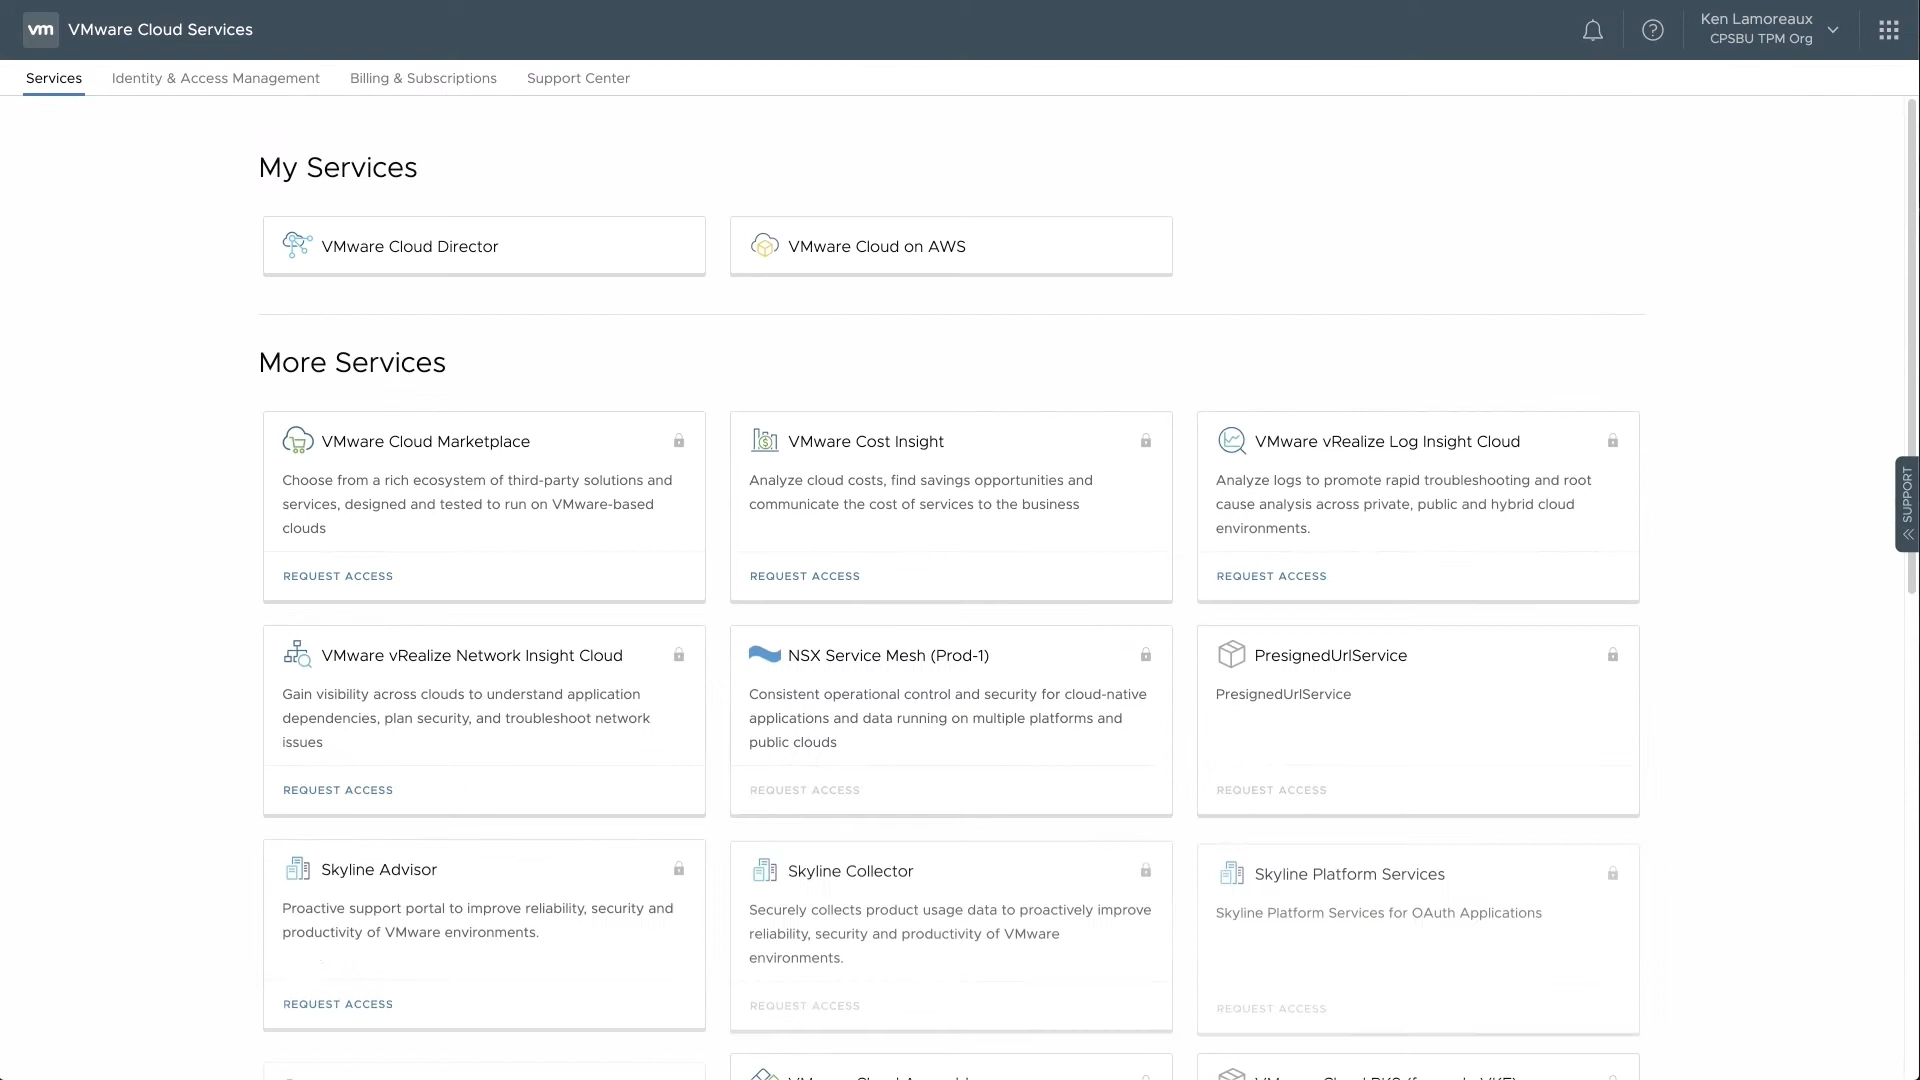 vm VMware Cloud Services
Ken Lamoreaux
CPSBU TPM Org
Services Identity & Access Management Billing & Subscriptions Support Center
My Services
VMware Cloud Director
VMware Cloud on AWS
More Services
VMware Cloud Marketplace
Choose from a rich ecosystem of third-party solutions and
services, designed and tested to run on VMware-based
clouds
REQUEST ACCESS
VMware Cost Insight
Analyze cloud costs, find savings opportunities and
communicate the cost of services to the business
REQUEST ACCESS
VMware vRealize Log Insight Cloud
Analyze logs to promote rapid troubleshooting and root
cause analysis across private, public and hybrid cloud
environments.
REQUEST ACCESS
SUPPORT
VMware vRealize Network Insight Cloud
Gain visibility across clouds to understand application
dependencies, plan security, and troubleshoot network
issues
REQUEST ACCESS
NSX Service Mesh (Prod-1)
Consistent operational control and security for cloud-native
applications and data running on multiple platforms and
public clouds
REQUEST ACCESS
PresignedUrlService
PresignedUrlService
REQUEST ACCESS
Skyline Advisor
Proactive support portal to improve reliability, security and
productivity of VMware environments.
REQUEST ACCESS
Skyline Collector
Securely collects product usage data to proactively improve
reliability, security and productivity of VMware
environments.
REQUEST ACCESS
Skyline Platform Services
Skyline Platform Services for OAuth Applications
REQUEST ACCESS